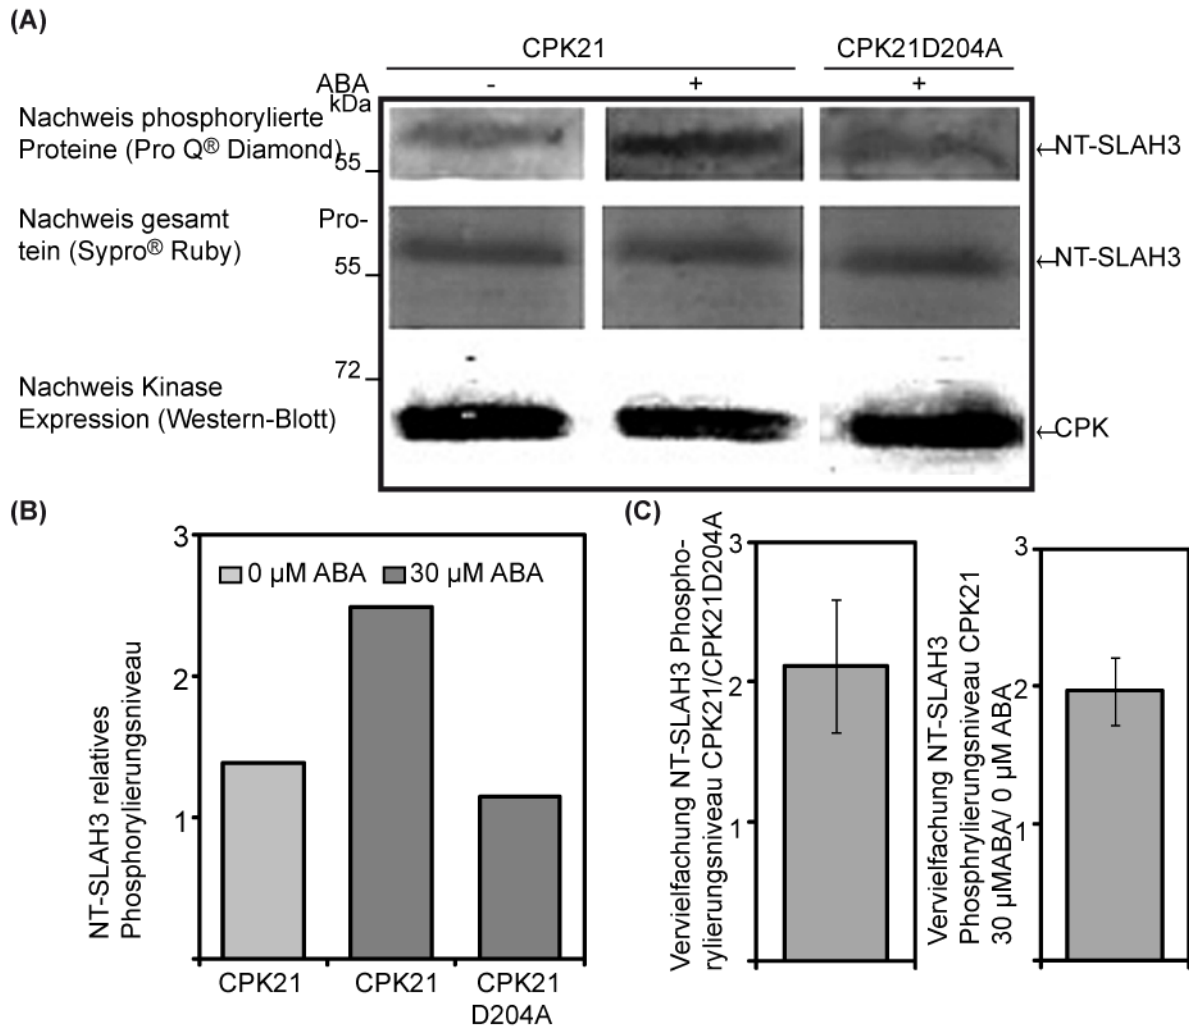 (A)
CPK21
CPK21D204A
ABA
-
+
+
kDa
Nachweis phosphorylierte
Proteine (Pro Q® Diamond)
55
←NT-SLAH3
Nachweis gesamt Pro-
tein (Sypro® Ruby)
55
←NT-SLAH3
72
Nachweis Kinase
Expression (Western-Blott)
←CPK
(B)
NT-SLAH3 relatives
Phosphorylierungsniveau
3
2
1
0 µM ABA
30 µM ABA
CPK21
CPK21
CPK21
D204A
(C)
Vervielfachung NT-SLAH3 Phospho-
rylierungsniveau CPK21/CPK21D204A
3
2
1
Vervielfachung NT-SLAH3
Phosphrylierungsniveau CPK21
30 µMABA/ 0 µM ABA
3
2
1